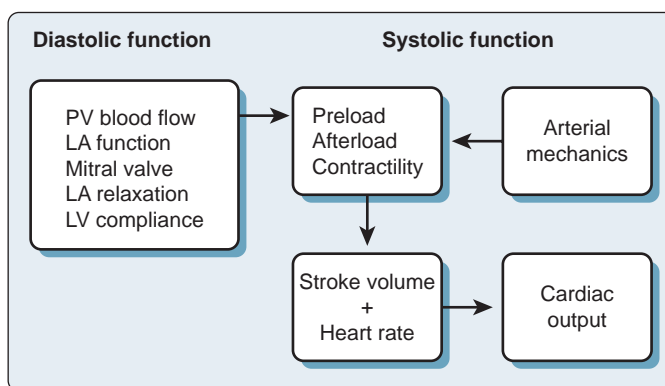 Diastolic function
Systolic function
PV blood flow
LA function
Mitral valve
LA relaxation
LV compliance
Preload
Afterload
Contractility
Arterial
mechanics
Stroke volume
+
Heart rate
Cardiac
output